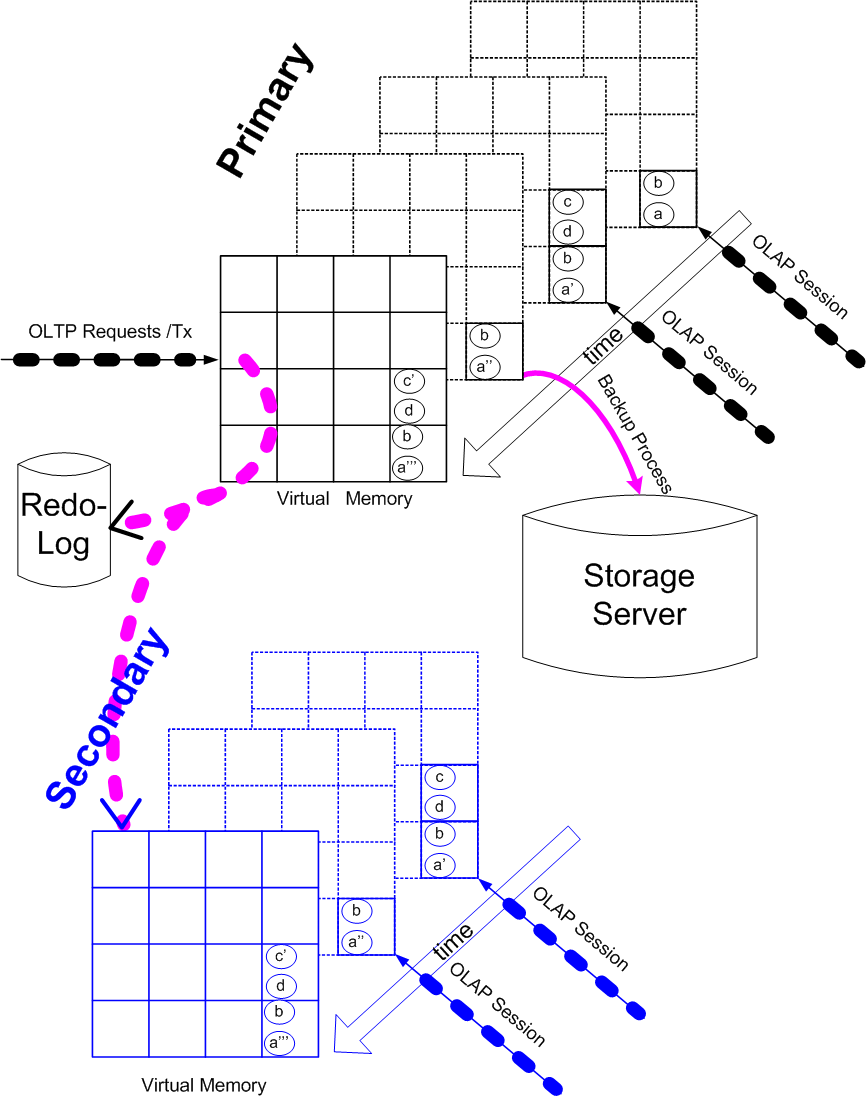 Primary
b
a
c
d
b
a'
OLAP Session
OLAP Session
time
b
a''
OLTP Requests /Tx
c'
d
b
a'''
Virtual Memory
Backup Process
Redo-
Log
Storage
Server
Secondary
c
d
b
a'
b
a''
OLAP Session
time
OLAP Session
c'
d
b
a'''
Virtual Memory